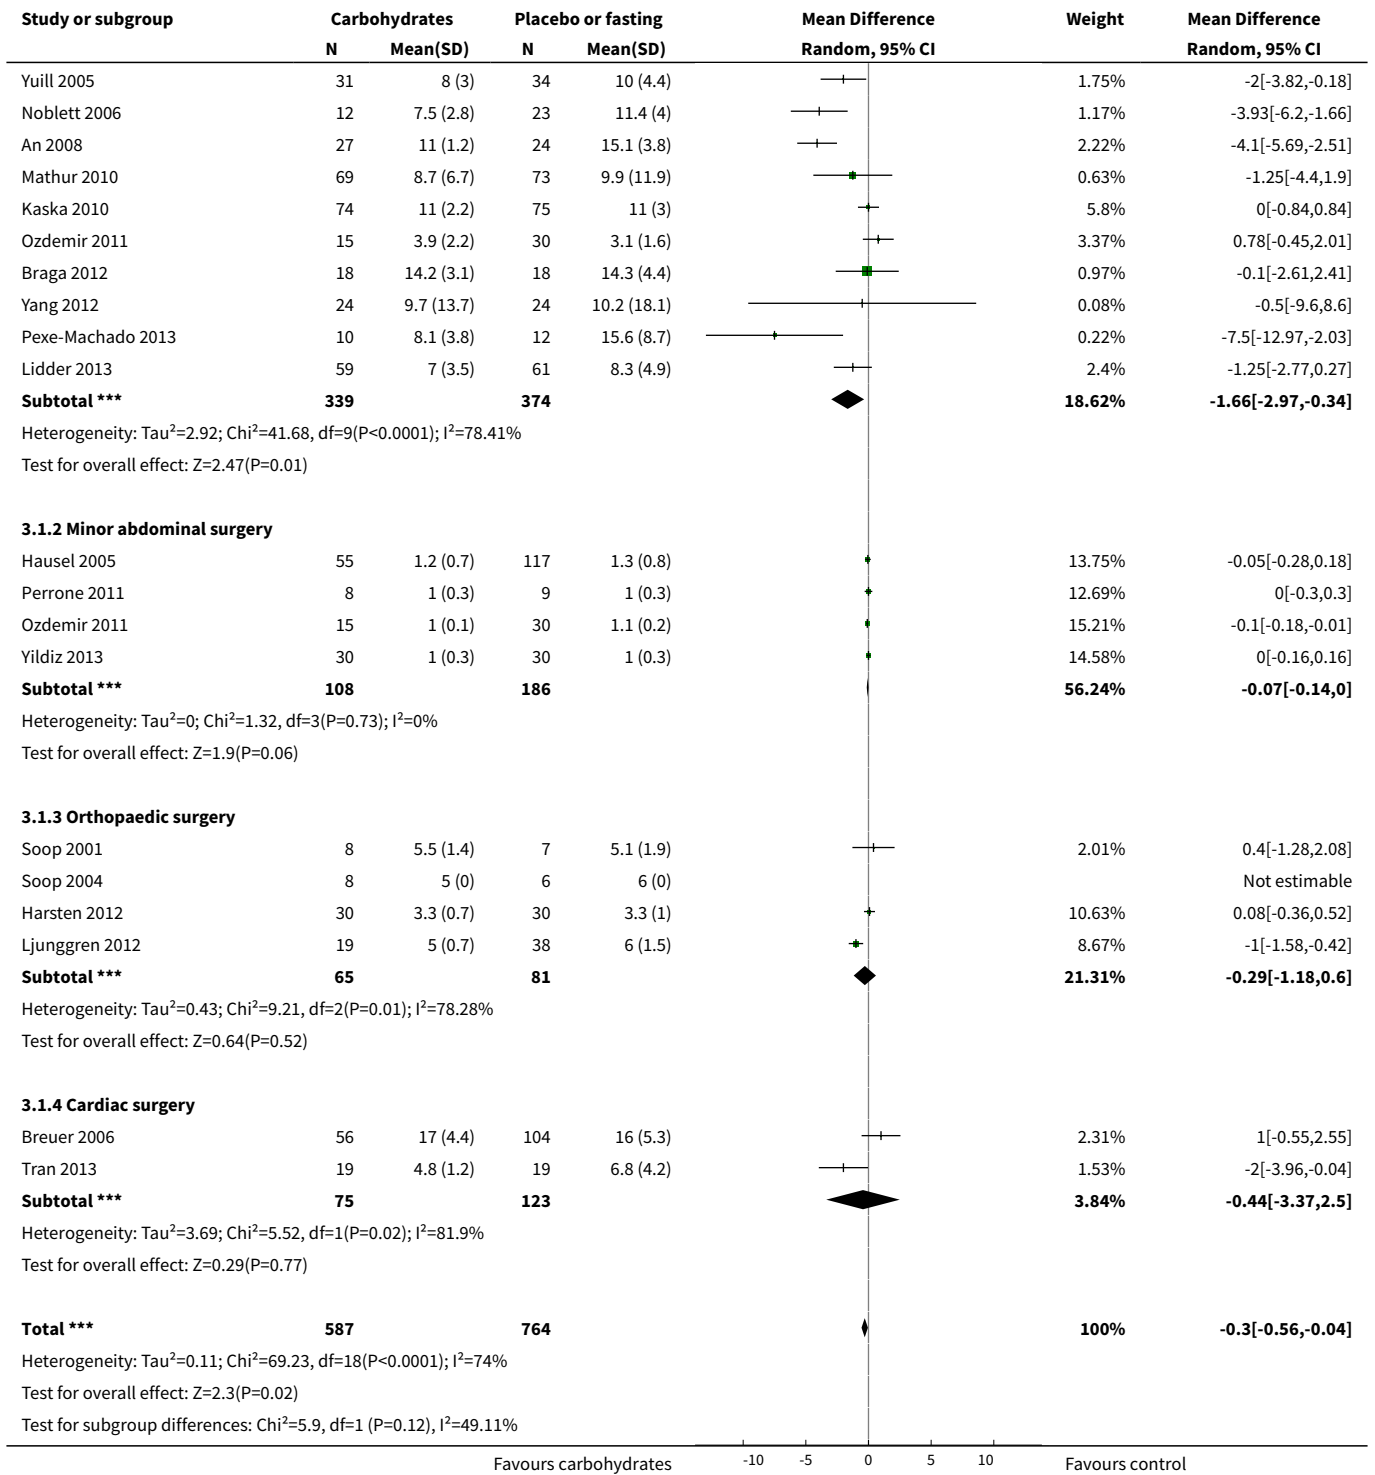 Study or subgroup Carbohydrates Placebo or fasting Mean Difference Weight Mean Difference
N Mean(SD) N Mean(SD) Random, 95% CI Random, 95% CI
Yuill 2005 31 8 (3) 34 10 (4.4) 1.75% -2[-3.82,-0.18]
Noblett 2006 12 7.5 (2.8) 23 11.4 (4) 1.17% -3.93[-6.2,-1.66]
An 2008 27 11 (1.2) 24 15.1 (3.8) 2.22% -4.1[-5.69,-2.51]
Mathur 2010 69 8.7 (6.7) 73 9.9 (11.9) 0.63% -1.25[-4.4,1.9]
Kaska 2010 74 11 (2.2) 75 11 (3) 5.8% 0[-0.84,0.84]
Ozdemir 2011 15 3.9 (2.2) 30 3.1 (1.6) 3.37% 0.78[-0.45,2.01]
Braga 2012 18 14.2 (3.1) 18 14.3 (4.4) 0.97% -0.1[-2.61,2.41]
Yang 2012 24 9.7 (13.7) 24 10.2 (18.1) 0.08% -0.5[-9.6,8.6]
Pexe-Machado 2013 10 8.1 (3.8) 12 15.6 (8.7) 0.22% -7.5[-12.97,-2.03]
Lidder 2013 59 7 (3.5) 61 8.3 (4.9) 2.4% -1.25[-2.77,0.27]
Subtotal *** 339 374 18.62% -1.66[-2.97,-0.34]
Heterogeneity: Tau²=2.92; Chi²=41.68, df=9(P<0.0001); I²=78.41%
Test for overall effect: Z=2.47(P=0.01)
3.1.2 Minor abdominal surgery
Hausel 2005 55 1.2 (0.7) 117 1.3 (0.8) 13.75% -0.05[-0.28,0.18]
Perrone 2011 8 1 (0.3) 9 1 (0.3) 12.69% 0[-0.3,0.3]
Ozdemir 2011 15 1 (0.1) 30 1.1 (0.2) 15.21% -0.1[-0.18,-0.01]
Yildiz 2013 30 1 (0.3) 30 1 (0.3) 14.58% 0[-0.16,0.16]
Subtotal *** 108 186 56.24% -0.07[-0.14,0]
Heterogeneity: Tau²=0; Chi²=1.32, df=3(P=0.73); I²=0%
Test for overall effect: Z=1.9(P=0.06)
3.1.3 Orthopaedic surgery
Soop 2001 8 5.5 (1.4) 7 5.1 (1.9) 2.01% 0.4[-1.28,2.08]
Soop 2004 8 5 (0) 6 6 (0) Not estimable
Harsten 2012 30 3.3 (0.7) 30 3.3 (1) 10.63% 0.08[-0.36,0.52]
Ljunggren 2012 19 5 (0.7) 38 6 (1.5) 8.67% -1[-1.58,-0.42]
Subtotal *** 65 81 21.31% -0.29[-1.18,0.6]
Heterogeneity: Tau²=0.43; Chi²=9.21, df=2(P=0.01); I²=78.28%
Test for overall effect: Z=0.64(P=0.52)
3.1.4 Cardiac surgery
Breuer 2006 56 17 (4.4) 104 16 (5.3) 2.31% 1[-0.55,2.55]
Tran 2013 19 4.8 (1.2) 19 6.8 (4.2) 1.53% -2[-3.96,-0.04]
Subtotal *** 75 123 3.84% -0.44[-3.37,2.5]
Heterogeneity: Tau²=3.69; Chi²=5.52, df=1(P=0.02); I²=81.9%
Test for overall effect: Z=0.29(P=0.77)
Total *** 587 764 100% -0.3[-0.56,-0.04]
Heterogeneity: Tau²=0.11; Chi²=69.23, df=18(P<0.0001); I²=74%
Test for overall effect: Z=2.3(P=0.02)
Test for subgroup differences: Chi²=5.9, df=1 (P=0.12), I²=49.11%
Favours carbohydrates -10 -5 0 5 10 Favours control